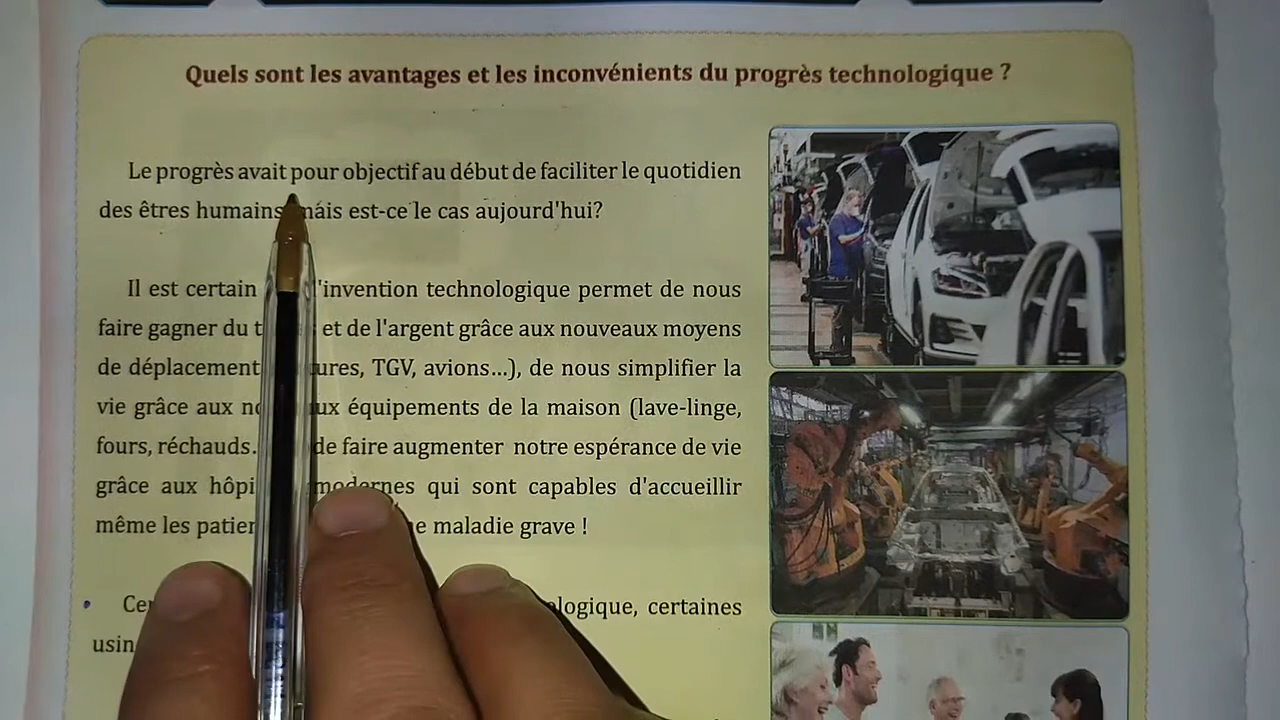 Quels sont les avantages et les inconvénients du progrès technologique ?
Le progrès avait pour objectif au début de faciliter le quotidien
des êtres humains mais est-ce le cas aujourd'hui?
Il est certain 'invention technologique permet de nous
faire gagner du et de l'argent grâce aux nouveaux moyens
de déplacement ures, TGV, avions...), de nous simplifier la
vie grâce aux ux équipements de la maison (lave-linge,
fours, réchauds. de faire augmenter notre espérance de vie
grâce aux modernes qui sont capables d'accueillir
même les maladie grave !
ologique, certaines